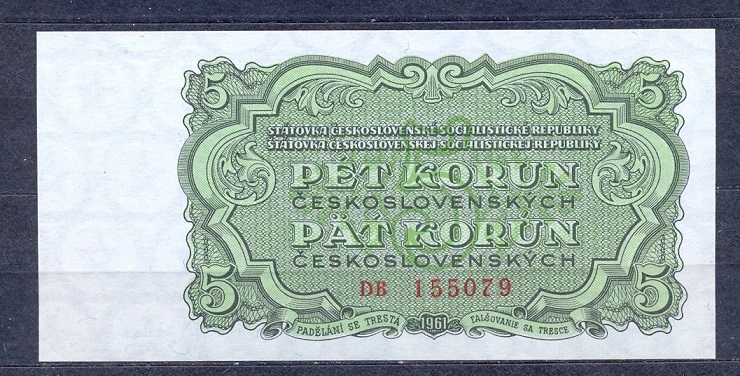 5 5
STÁTOVKA ČESKOSLOVENSKÉ SOCIALISTICKÉ REPUBLIKY
ŠTÁTOVKA ČESKOSLOVENSKEJ SOCIALISTICKEJ REPUBLIKY
PĚT KORUN
ČESKOSLOVENSKÝCH
PÄŤ KORÚN
ČESKOSLOVENSKÝCH
5 DB 155079 5
PADĚLÁNÍ SE TRESTÁ 1961 FALŠOVANIE SA TRESCE